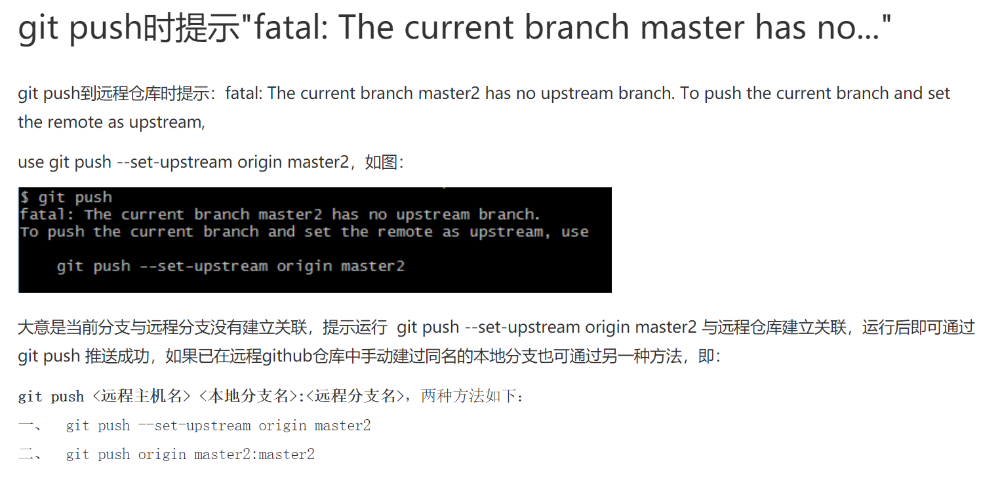 git push时提示"fatal: The current branch master has no..."
git push到远程仓库时提示：fatal: The current branch master2 has no upstream branch. To push the current branch and set
the remote as upstream,
use git push --set-upstream origin master2，如图：
$ git push
fatal: The current branch master2 has no upstream branch.
To push the current branch and set the remote as upstream, use
git push --set-upstream origin master2
大意是当前分支与远程分支没有建立关联，提示运行 git push --set-upstream origin master2 与远程仓库建立关联，运行后即可通过
git push 推送成功，如果已在远程github仓库中手动建过同名的本地分支也可通过另一种方法，即：
git push <远程主机名> <本地分支名>:<远程分支名>，两种方法如下：
一、 git push --set-upstream origin master2
二、 git push origin master2:master2